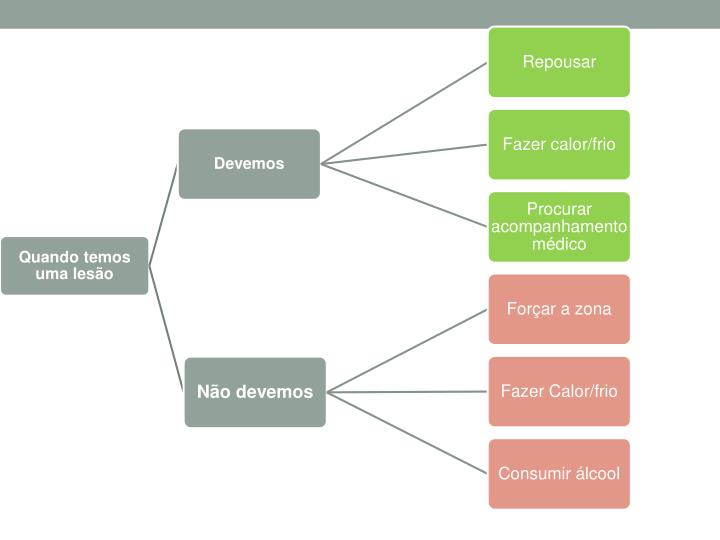 Quando temos
uma lesão
Devemos
Repousar
Fazer calor/frio
Procurar
acompanhamento
médico
Não devemos
Forçar a zona
Fazer Calor/frio
Consumir álcool